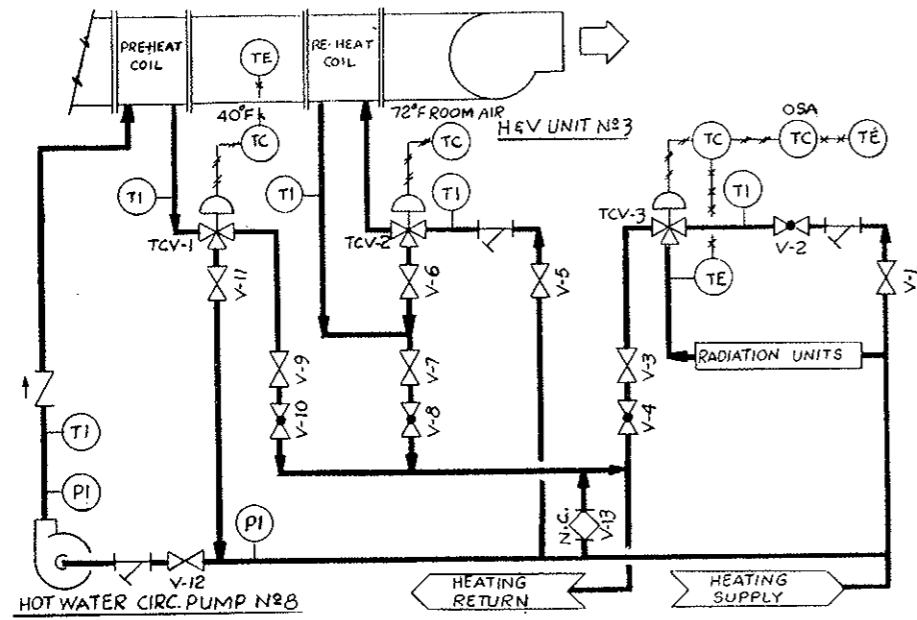 PRE-HEAT
COIL
TE
RE-HEAT
COIL
40°F
TC
72°F ROOM AIR
H&V UNIT Nº3
TC
OSA
TC
TC
TE
TI
TI
TI
TI
TCV-1
TCV-2
TCV-3
V-11
V-6
V-5
V-2
V-1
TE
V-9
V-7
V-3
RADIATION UNITS
V-10
V-8
V-4
TI
PI
PI
N.C.
V-13
V-12
HEATING
RETURN
HEATING
SUPPLY
HOT WATER CIRC. PUMP Nº8